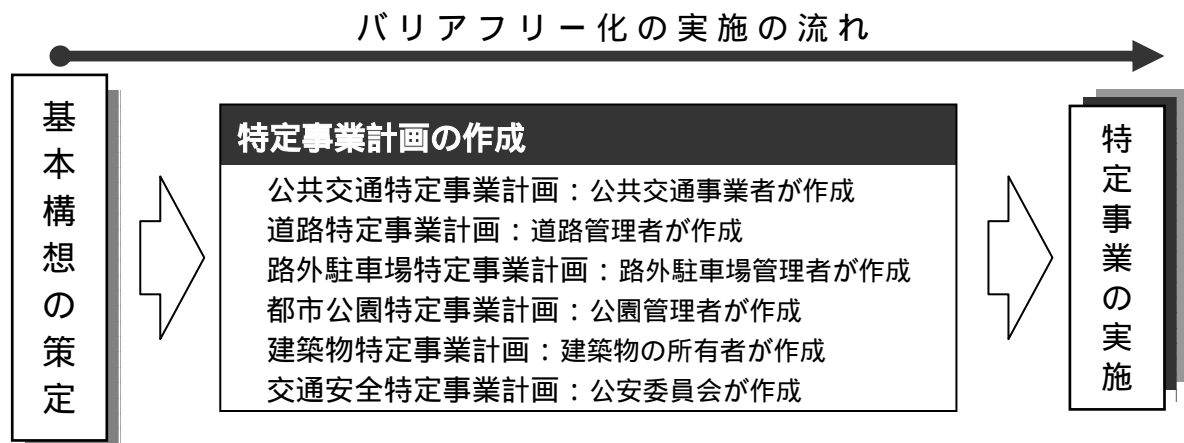 バリアフリー化の実施の流れ
基本構想の策定
特定事業計画の作成
公共交通特定事業計画：公共交通事業者が作成
道路特定事業計画：道路管理者が作成
路外駐車場特定事業計画：路外駐車場管理者が作成
都市公園特定事業計画：公園管理者が作成
建築物特定事業計画：建築物の所有者が作成
交通安全特定事業計画：公安委員会が作成
特定事業の実施